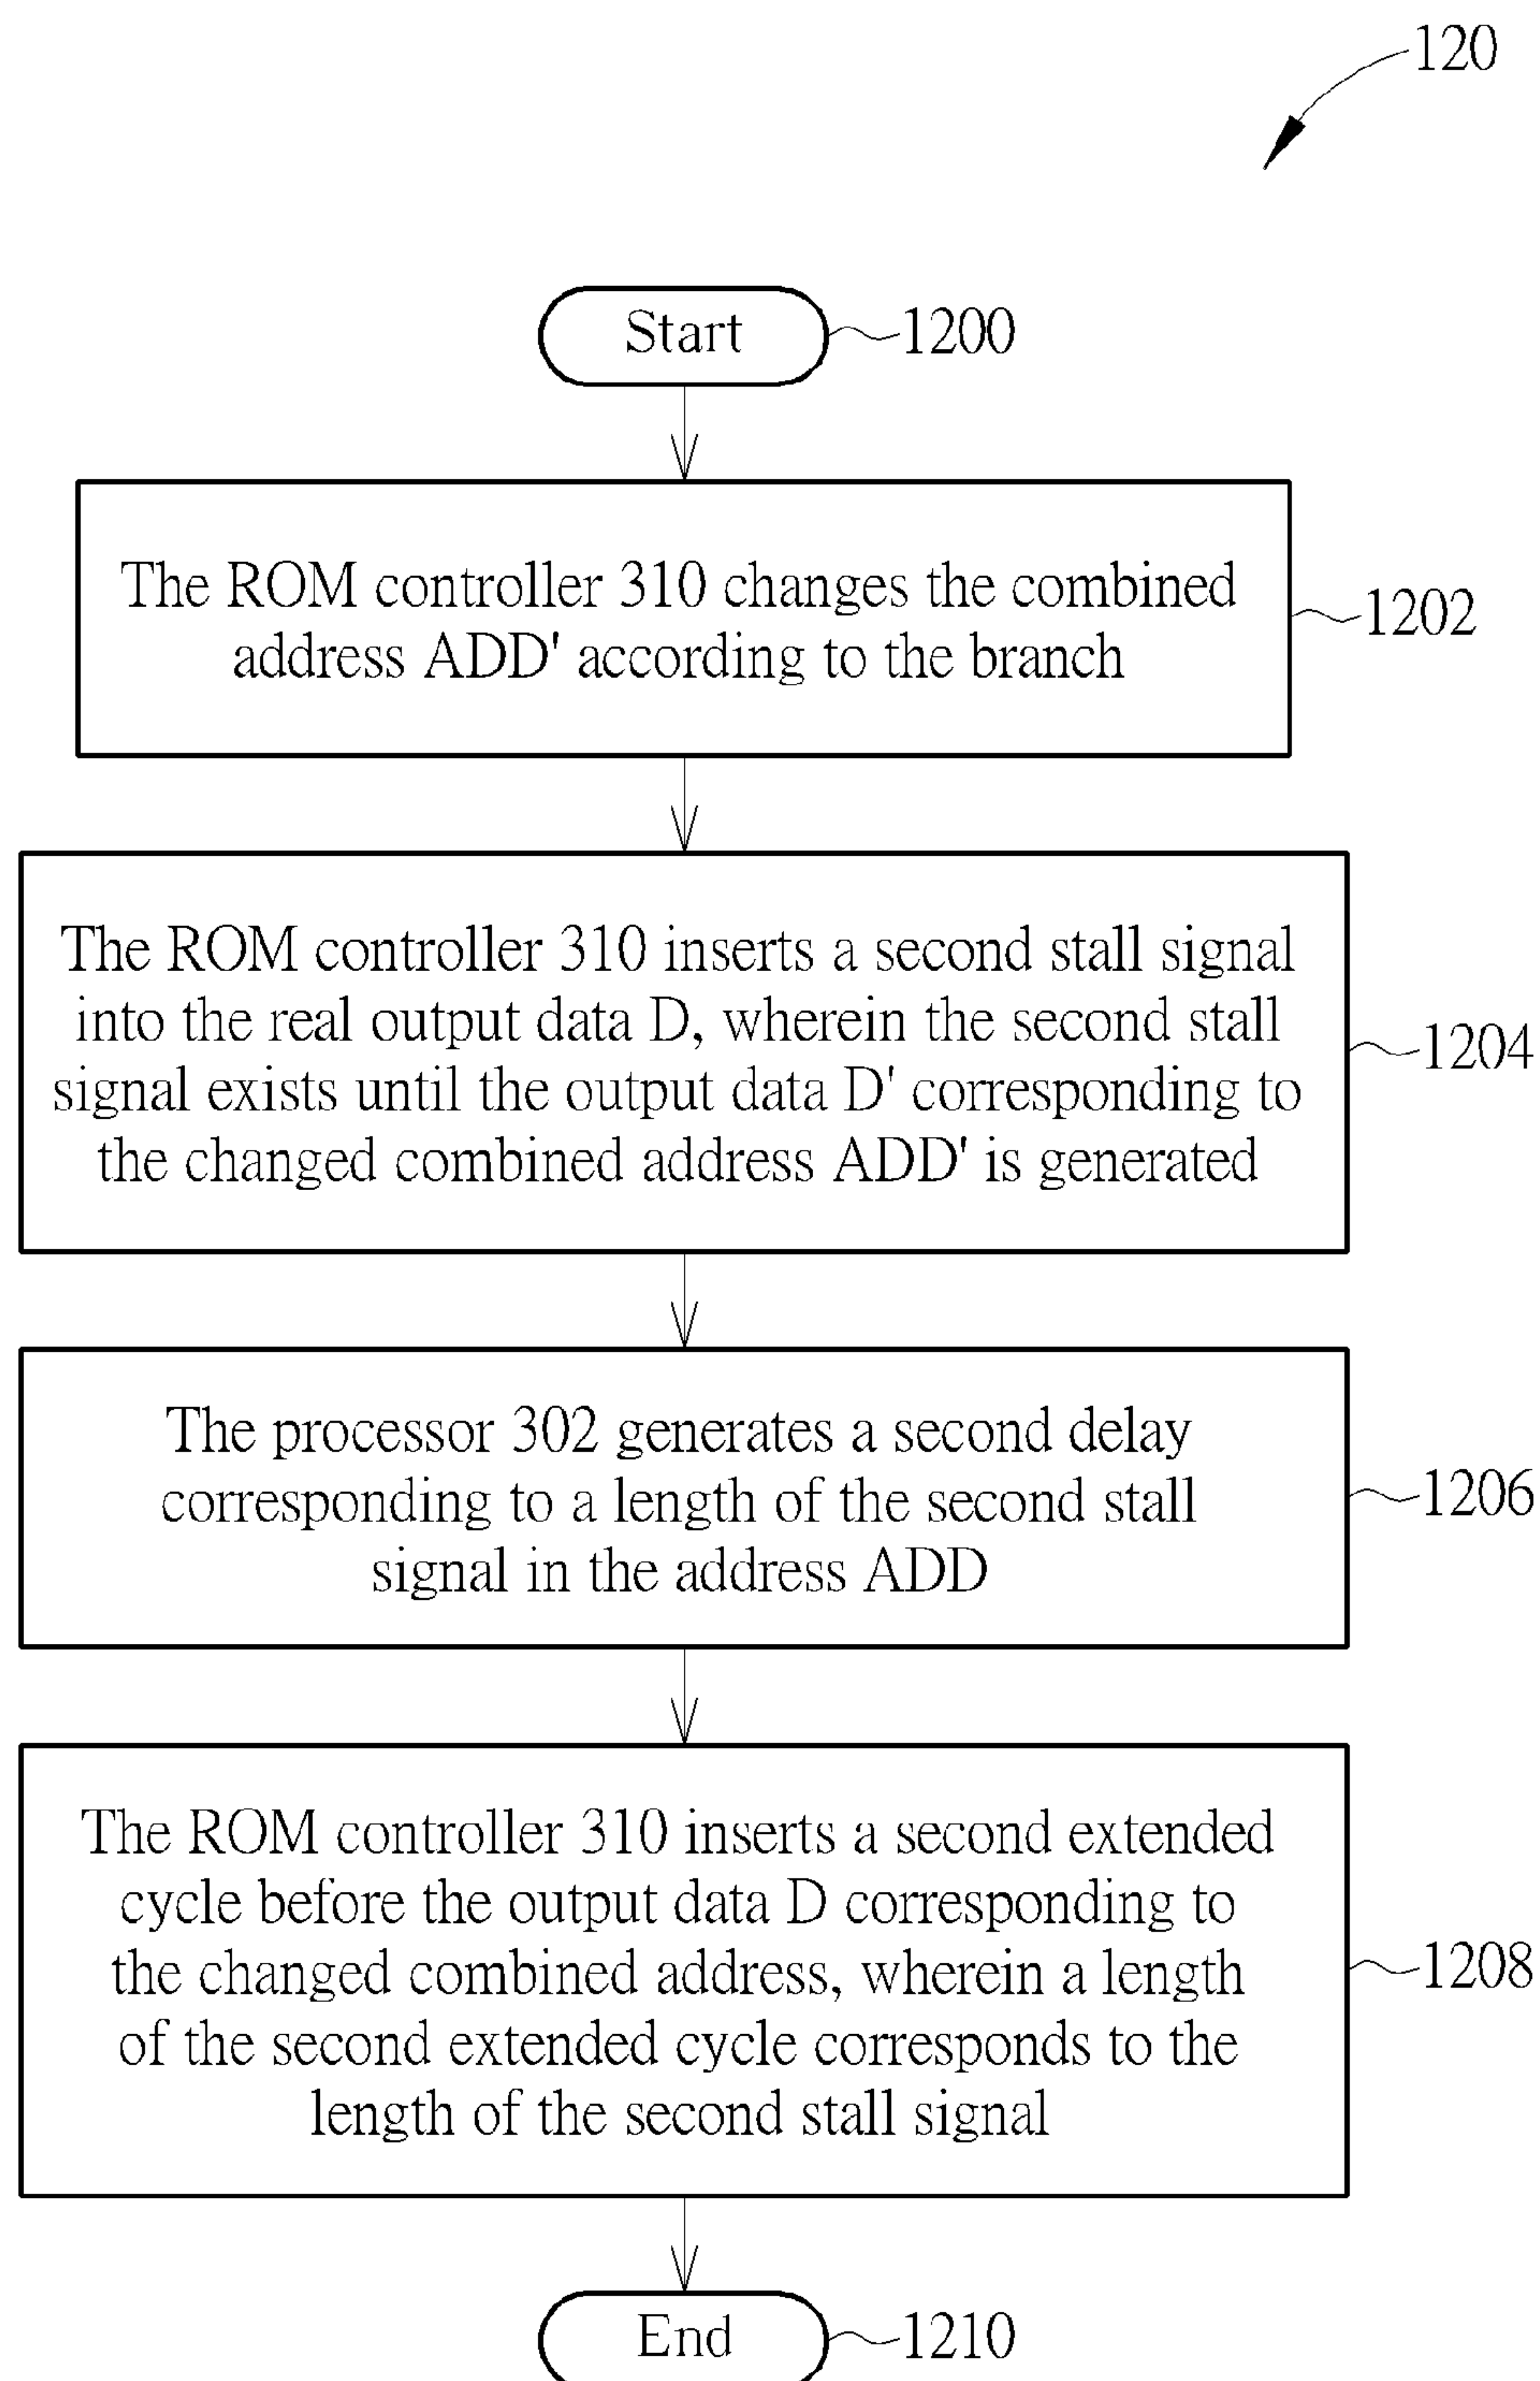 120
Start
1200
The ROM controller 310 changes the combined
address ADD' according to the branch
1202
The ROM controller 310 inserts a second stall signal
into the real output data D, wherein the second stall
signal exists until the output data D' corresponding to
the changed combined address ADD' is generated
1204
The processor 302 generates a second delay
corresponding to a length of the second stall
signal in the address ADD
1206
The ROM controller 310 inserts a second extended
cycle before the output data D corresponding to
the changed combined address, wherein a length
of the second extended cycle corresponds to the
length of the second stall signal
1208
End
1210